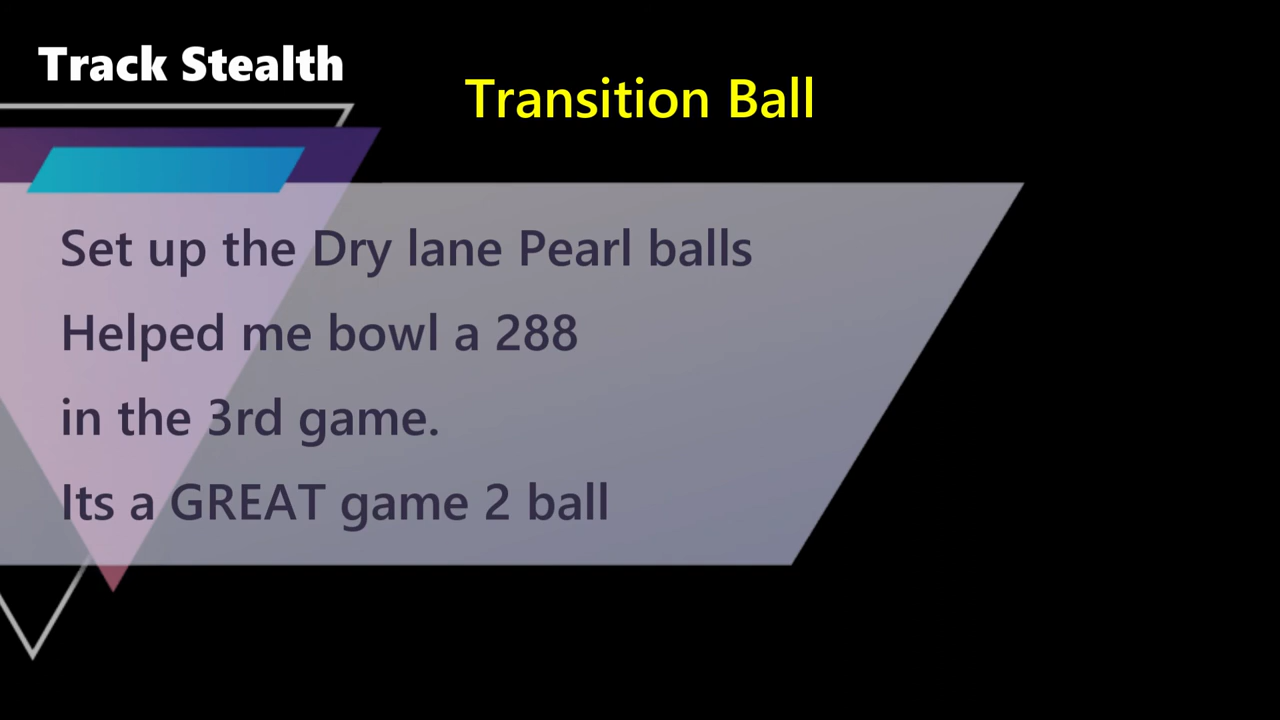 Track Stealth
Transition Ball
Set up the Dry lane Pearl balls
Helped me bowl a 288
in the 3rd game.
Its a GREAT game 2 ball